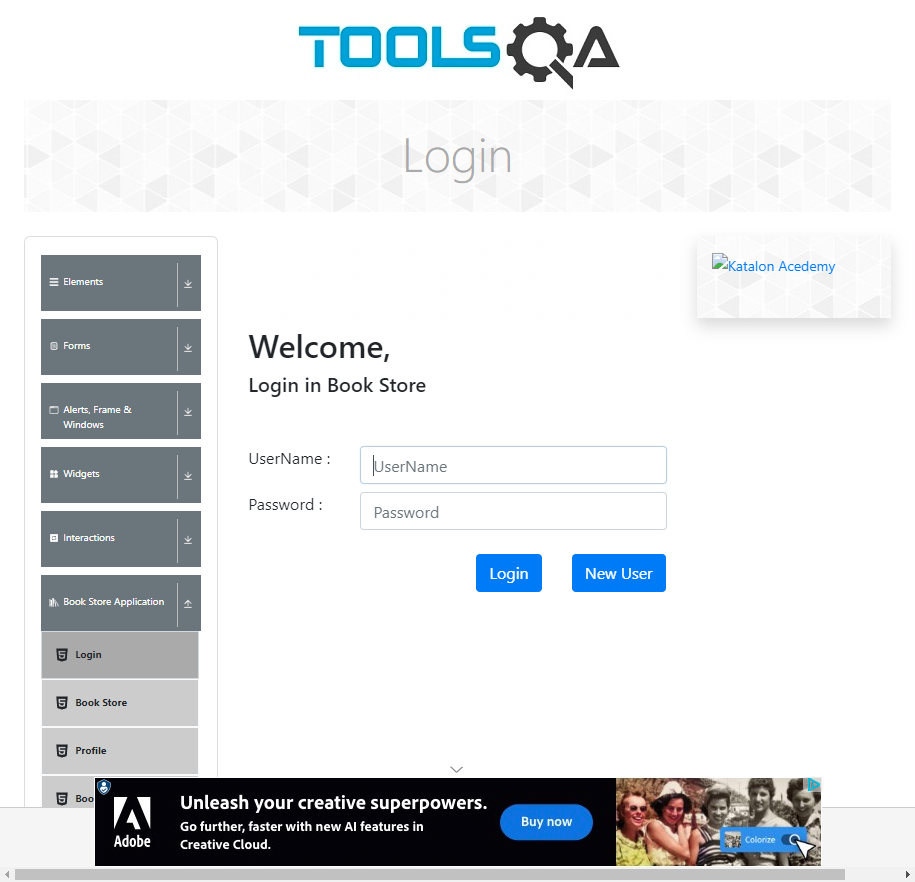 TOOLSQA
Login
Elements
Forms
Alerts, Frame &
Windows
Widgets
Interactions
Book Store Application
Login
Book Store
Profile
Boo
Katalon Acedemy
Welcome,
Login in Book Store
UserName :
UserName
Password :
Password
Login
New User
Adobe
Unleash your creative superpowers.
Go further, faster with new AI features in
Creative Cloud.
Buy now
Colorize